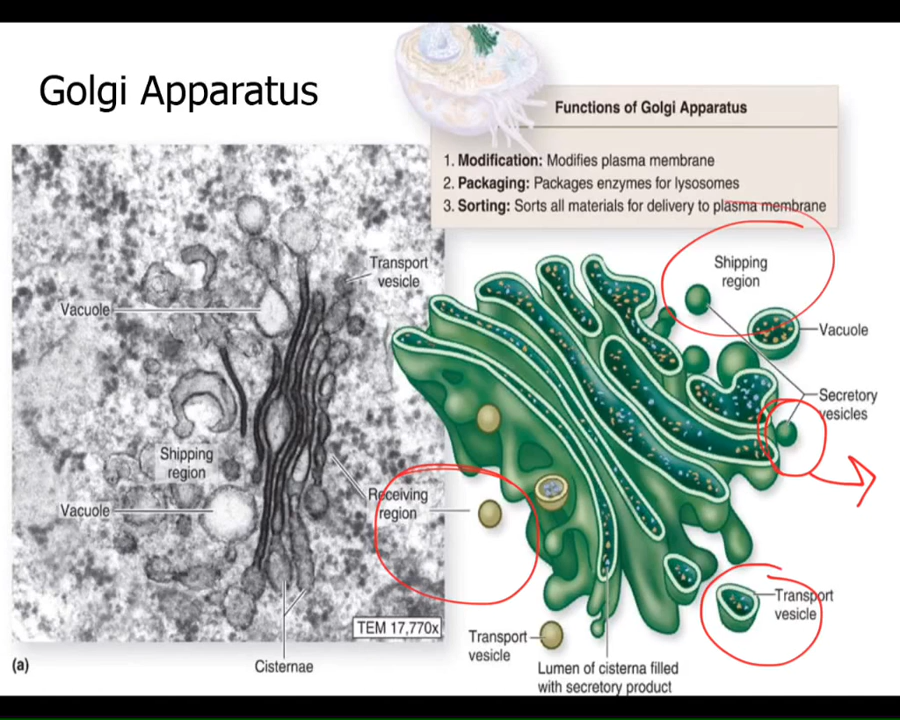 Golgi Apparatus
Functions of Golgi Apparatus
1. Modification: Modifies plasma membrane
2. Packaging: Packages enzymes for lysosomes
3. Sorting: Sorts all materials for delivery to plasma membrane
Transport
vesicle
Vacuole
Shipping
region
Vacuole
Receiving
region
TEM 17,770x
(a)
Cisternae
Shipping
region
Vacuole
Secretory
vesicles
Transport
vesicle
Transport
vesicle
Lumen of cisterna filled
with secretory product